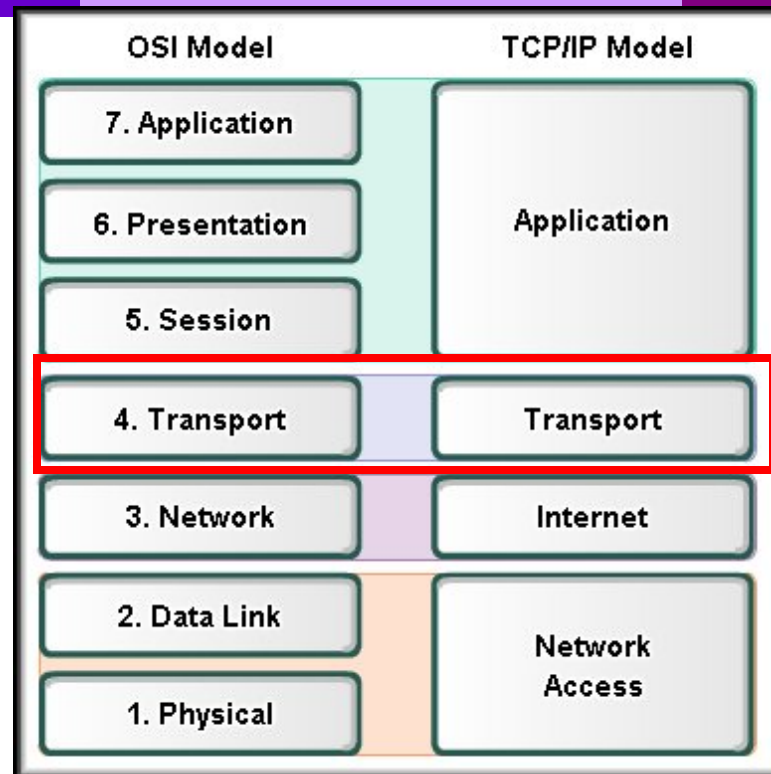 OSI Model TCP/IP Model
7. Application
6. Presentation Application
5. Session
4. Transport Transport
3. Network Internet
2. Data Link
Network
Access
1. Physical